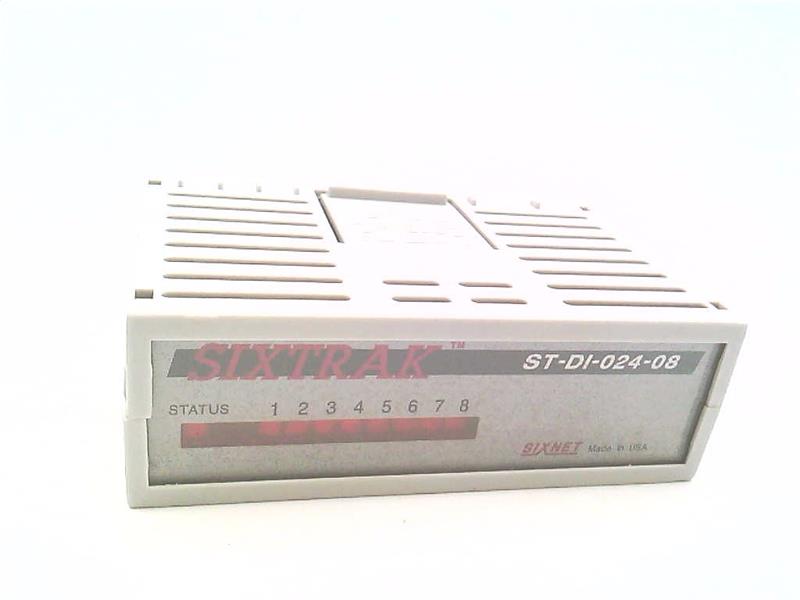 SIXTRAK™ ST-DI-024-08
STATUS 1 2 3 4 5 6 7 8
SIXNET Made in USA